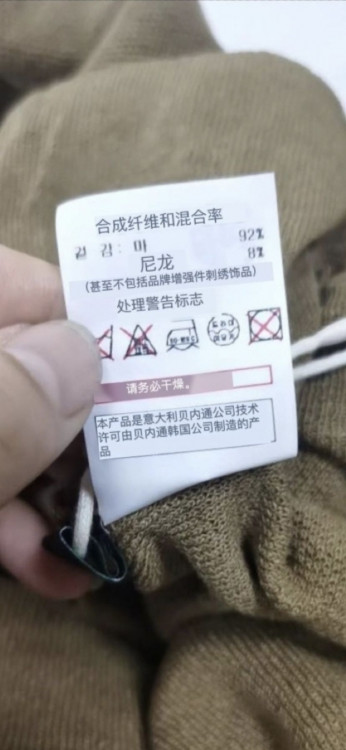 合成纤维和混合率
겉 감: 마 92%
尼龙 8%
(甚至不包括品牌增强件刺绣饰品)
处理警告标志
请务必干燥。
本产品是意大利贝内通公司技术
许可由贝内通韩国公司制造的产
品